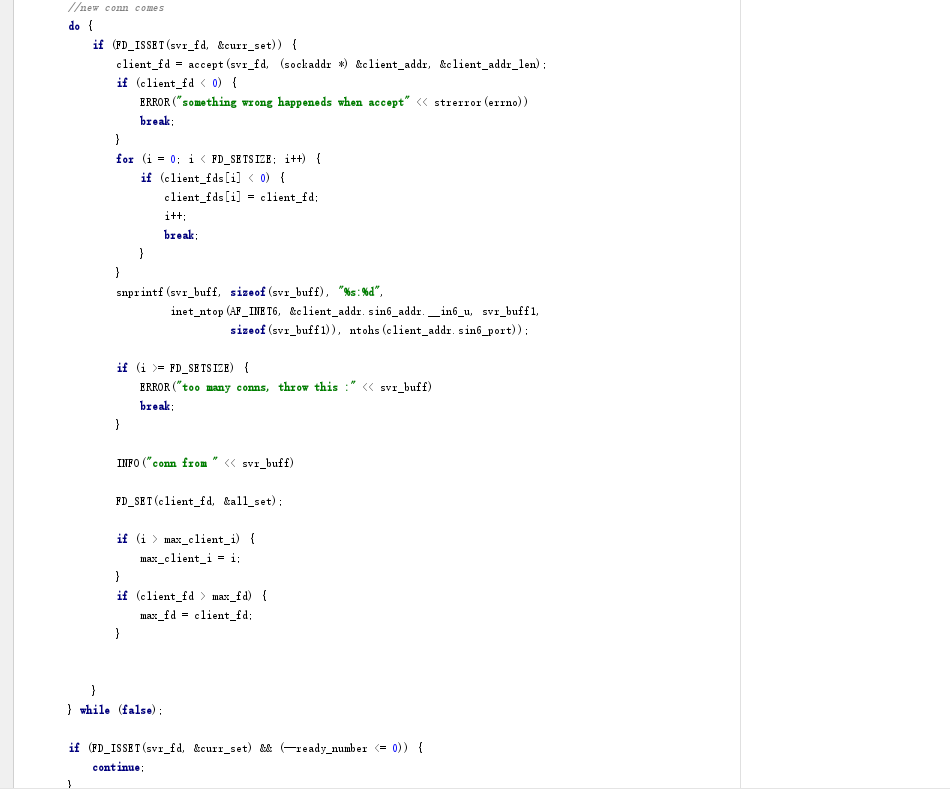 //new conn comes
do {
if (FD_ISSET(svr_fd, &curr_set)) {
client_fd = accept(svr_fd, (sockaddr *) &client_addr, &client_addr_len);
if (client_fd < 0) {
ERROR("something wrong happeneds when accept" << strerror(errno))
break;
}
for (i = 0; i < FD_SETSIZE; i++) {
if (client_fds[i] < 0) {
client_fds[i] = client_fd;
i++;
break;
}
}
snprintf(svr_buff, sizeof(svr_buff), "%s:%d",
inet_ntop(AF_INET6, &client_addr.sin6_addr.__in6_u, svr_buff1,
sizeof(svr_buff1)), ntohs(client_addr.sin6_port));
if (i >= FD_SETSIZE) {
ERROR("too many conns, throw this :" << svr_buff)
break;
}
INFO("conn from " << svr_buff)
FD_SET(client_fd, &all_set);
if (i > max_client_i) {
max_client_i = i;
}
if (client_fd > max_fd) {
max_fd = client_fd;
}
}
} while (false);
if (FD_ISSET(svr_fd, &curr_set) && (--ready_number <= 0)) {
continue;
}